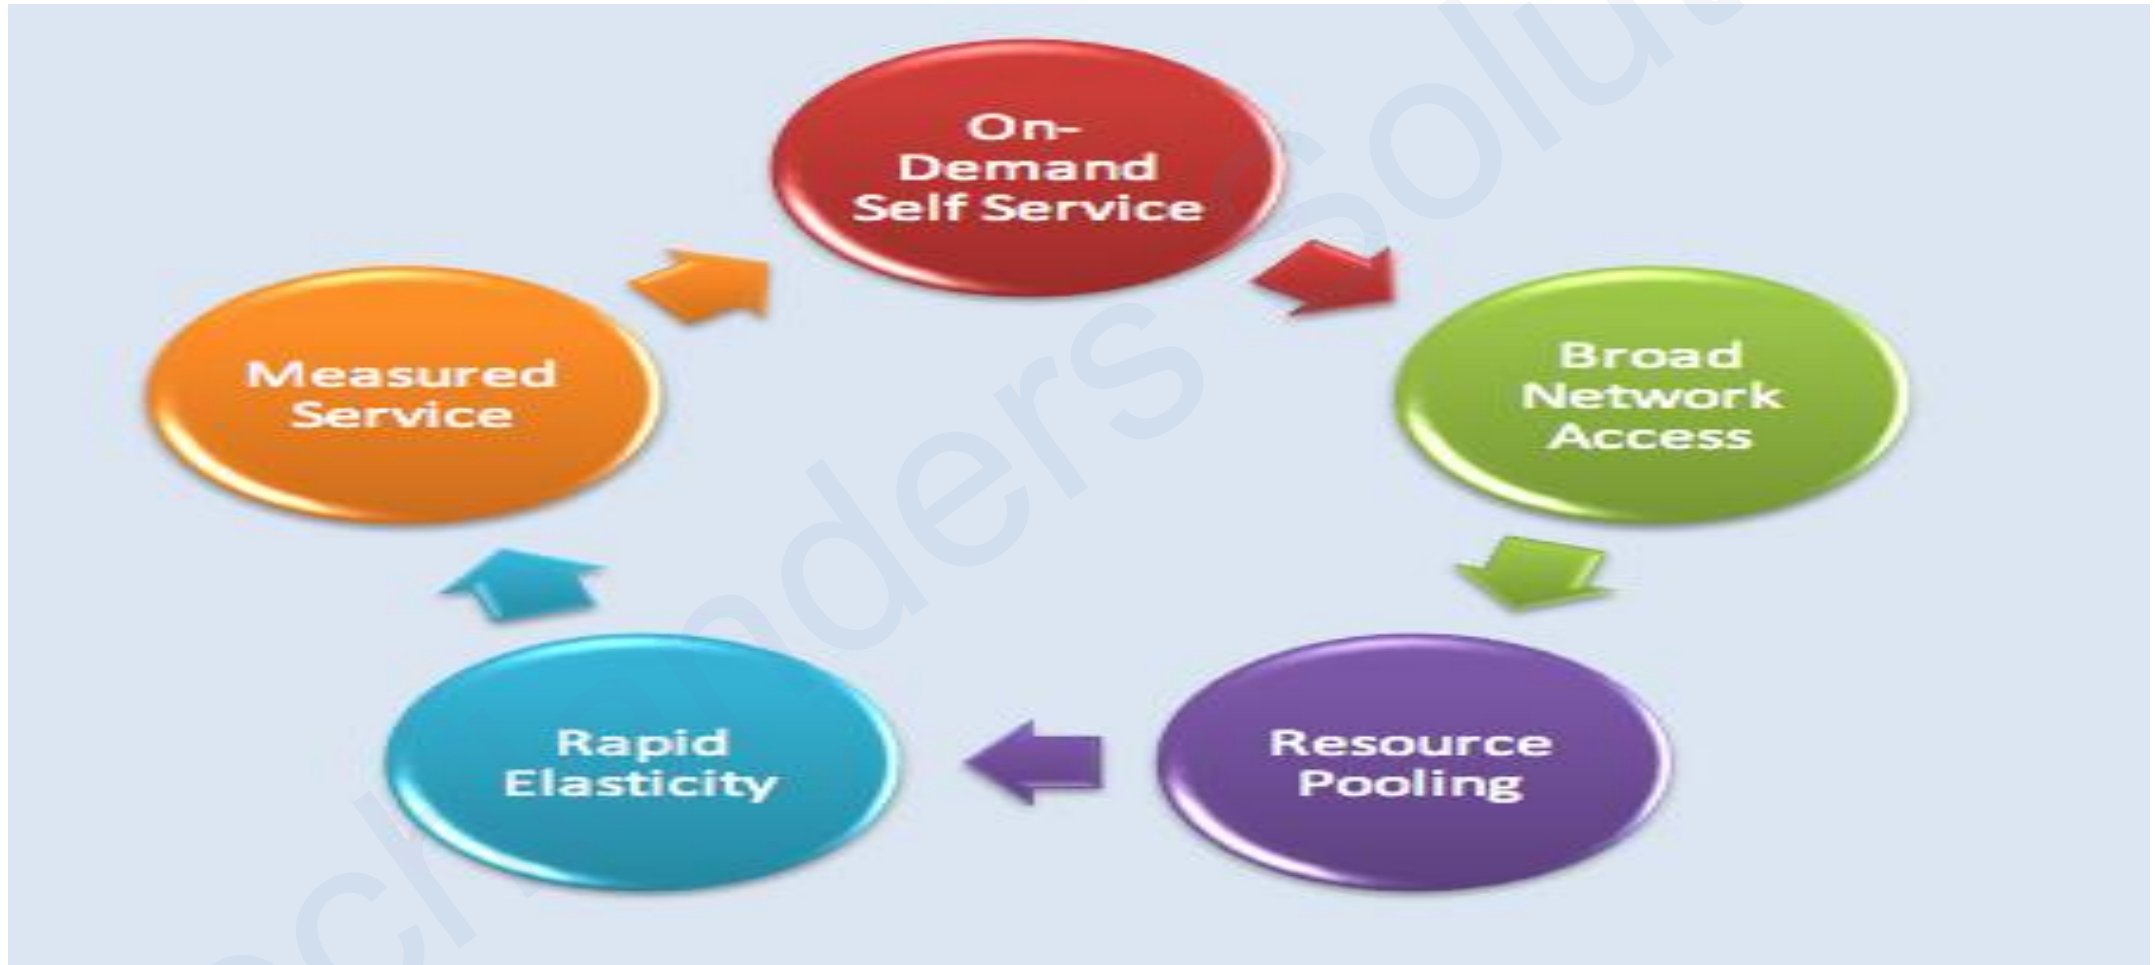 On-
Demand
Self Service
Broad
Network
Access
Resource
Pooling
Rapid
Elasticity
Measured
Service